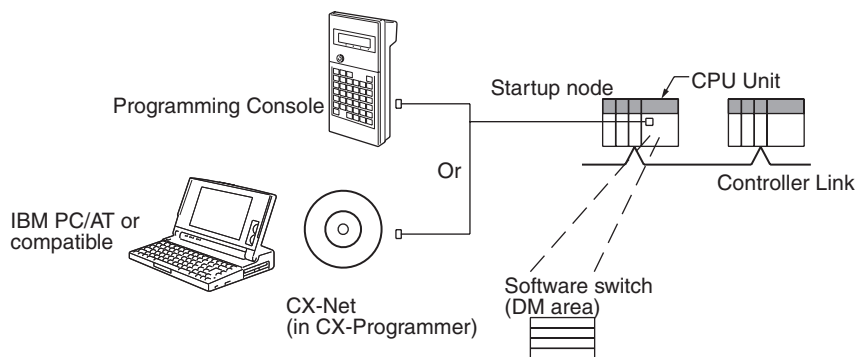 Startup node
CPU Unit
Programming Console
Or
Controller Link
IBM PC/AT or
compatible
CX-Net
(in CX-Programmer)
Software switch
(DM area)